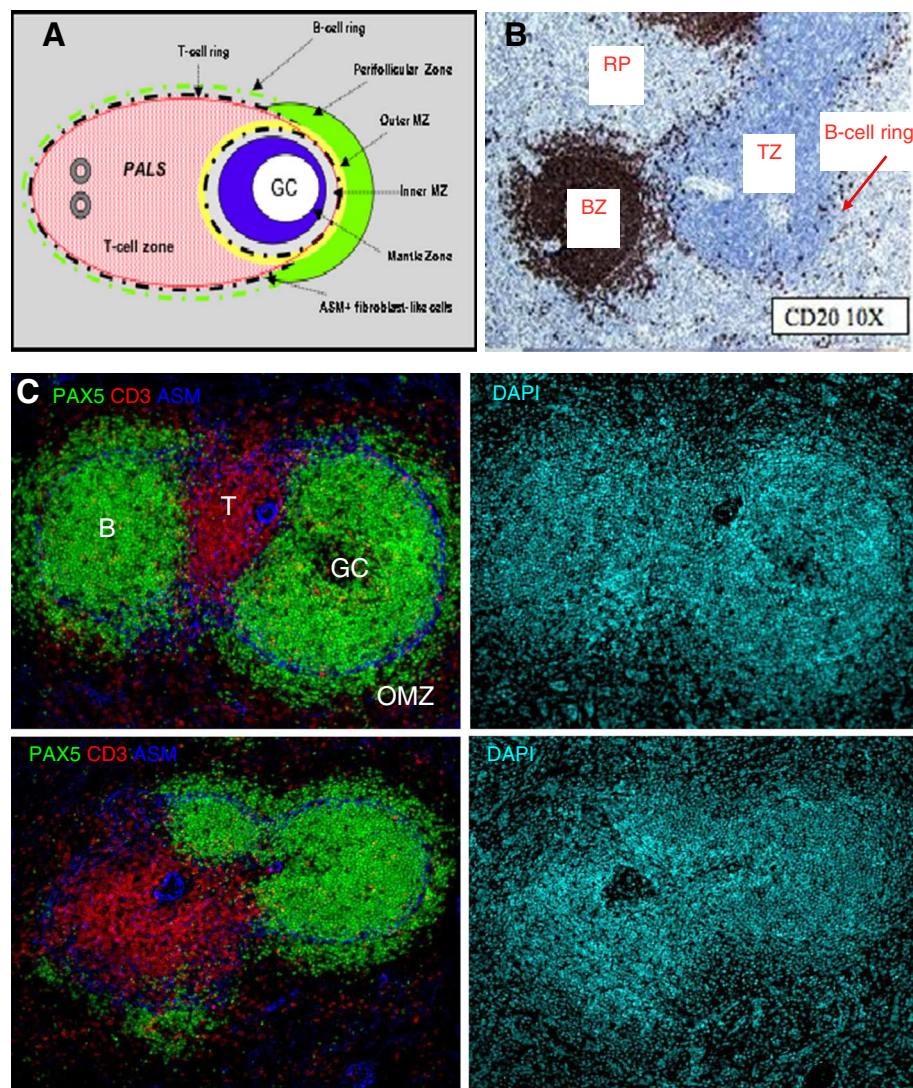 A
B-cell ring
T-cell ring
Perifollicular Zone
Outer MZ
PALS
GC
Inner MZ
T-cell zone
Mantle Zone
ASM+ fibroblast-like cells
B
RP
B-cell ring
TZ
BZ
CD20 10X
C
PAX5 CD3 ASM
B
T
GC
OMZ
DAPI
PAX5 CD3 ASM
DAPI